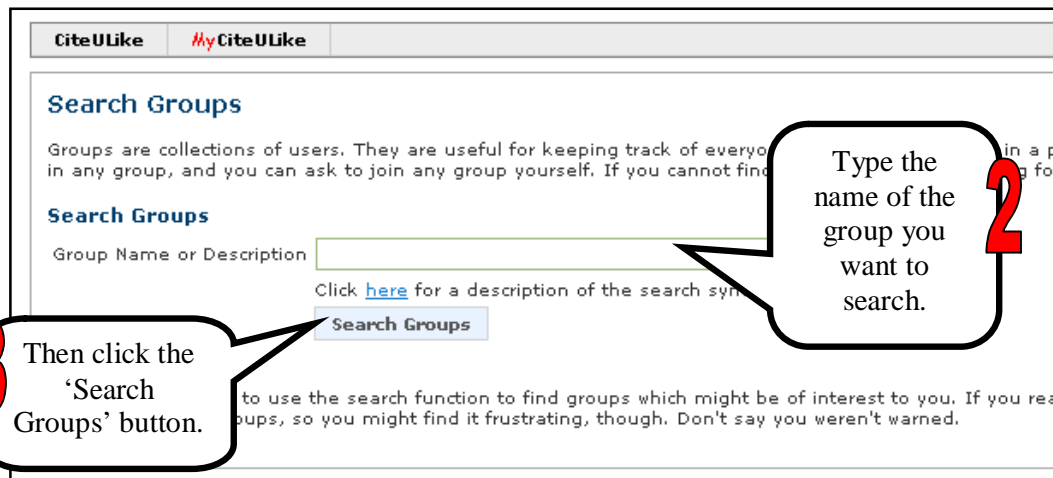 CiteULike MyCiteULike
Search Groups
Groups are collections of users. They are useful for keeping track of everyo in a p
in any group, and you can ask to join any group yourself. If you cannot find g fo
Search Groups
Group Name or Description
Click here for a description of the search syn
Search Groups
Type the
name of the
group you
want to
search.
2
Then click the
‘Search
Groups’ button.
to use the search function to find groups which might be of interest to you. If you rea
oups, so you might find it frustrating, though. Don't say you weren't warned.